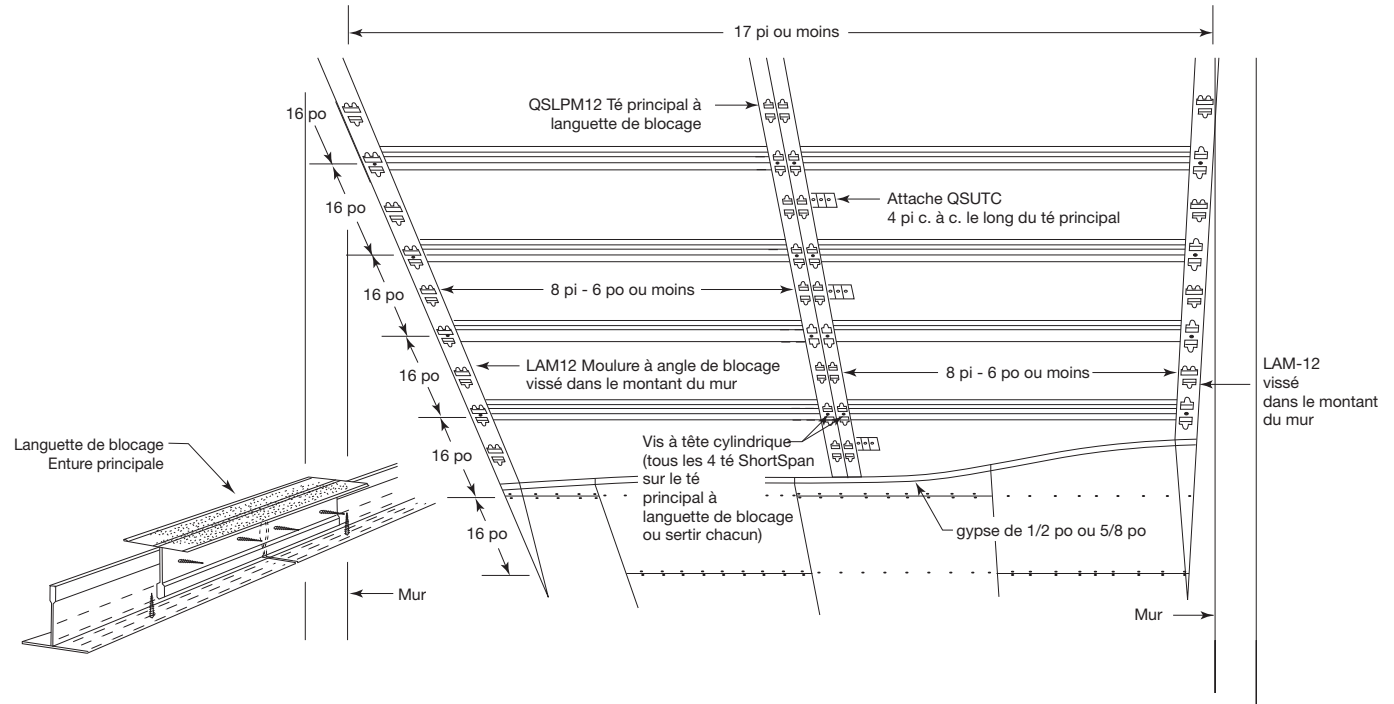 17 pi ou moins
QSLPM12 Té principal à
languette de blocage
16 po
Attache QSUTC
4 pi c. à c. le long du té principal
16 po
16 po
8 pi - 6 po ou moins
LAM12 Moulure à angle de blocage
vissé dans le montant du mur
16 po
8 pi - 6 po ou moins
LAM-12
vissé
dans le montant
du mur
Languette de blocage
Enture principale
16 po
Vis à tête cylindrique
(tous les 4 té ShortSpan
sur le té
principal à
languette de blocage
ou sertir chacun)
16 po
gypse de 1/2 po ou 5/8 po
Mur
Mur